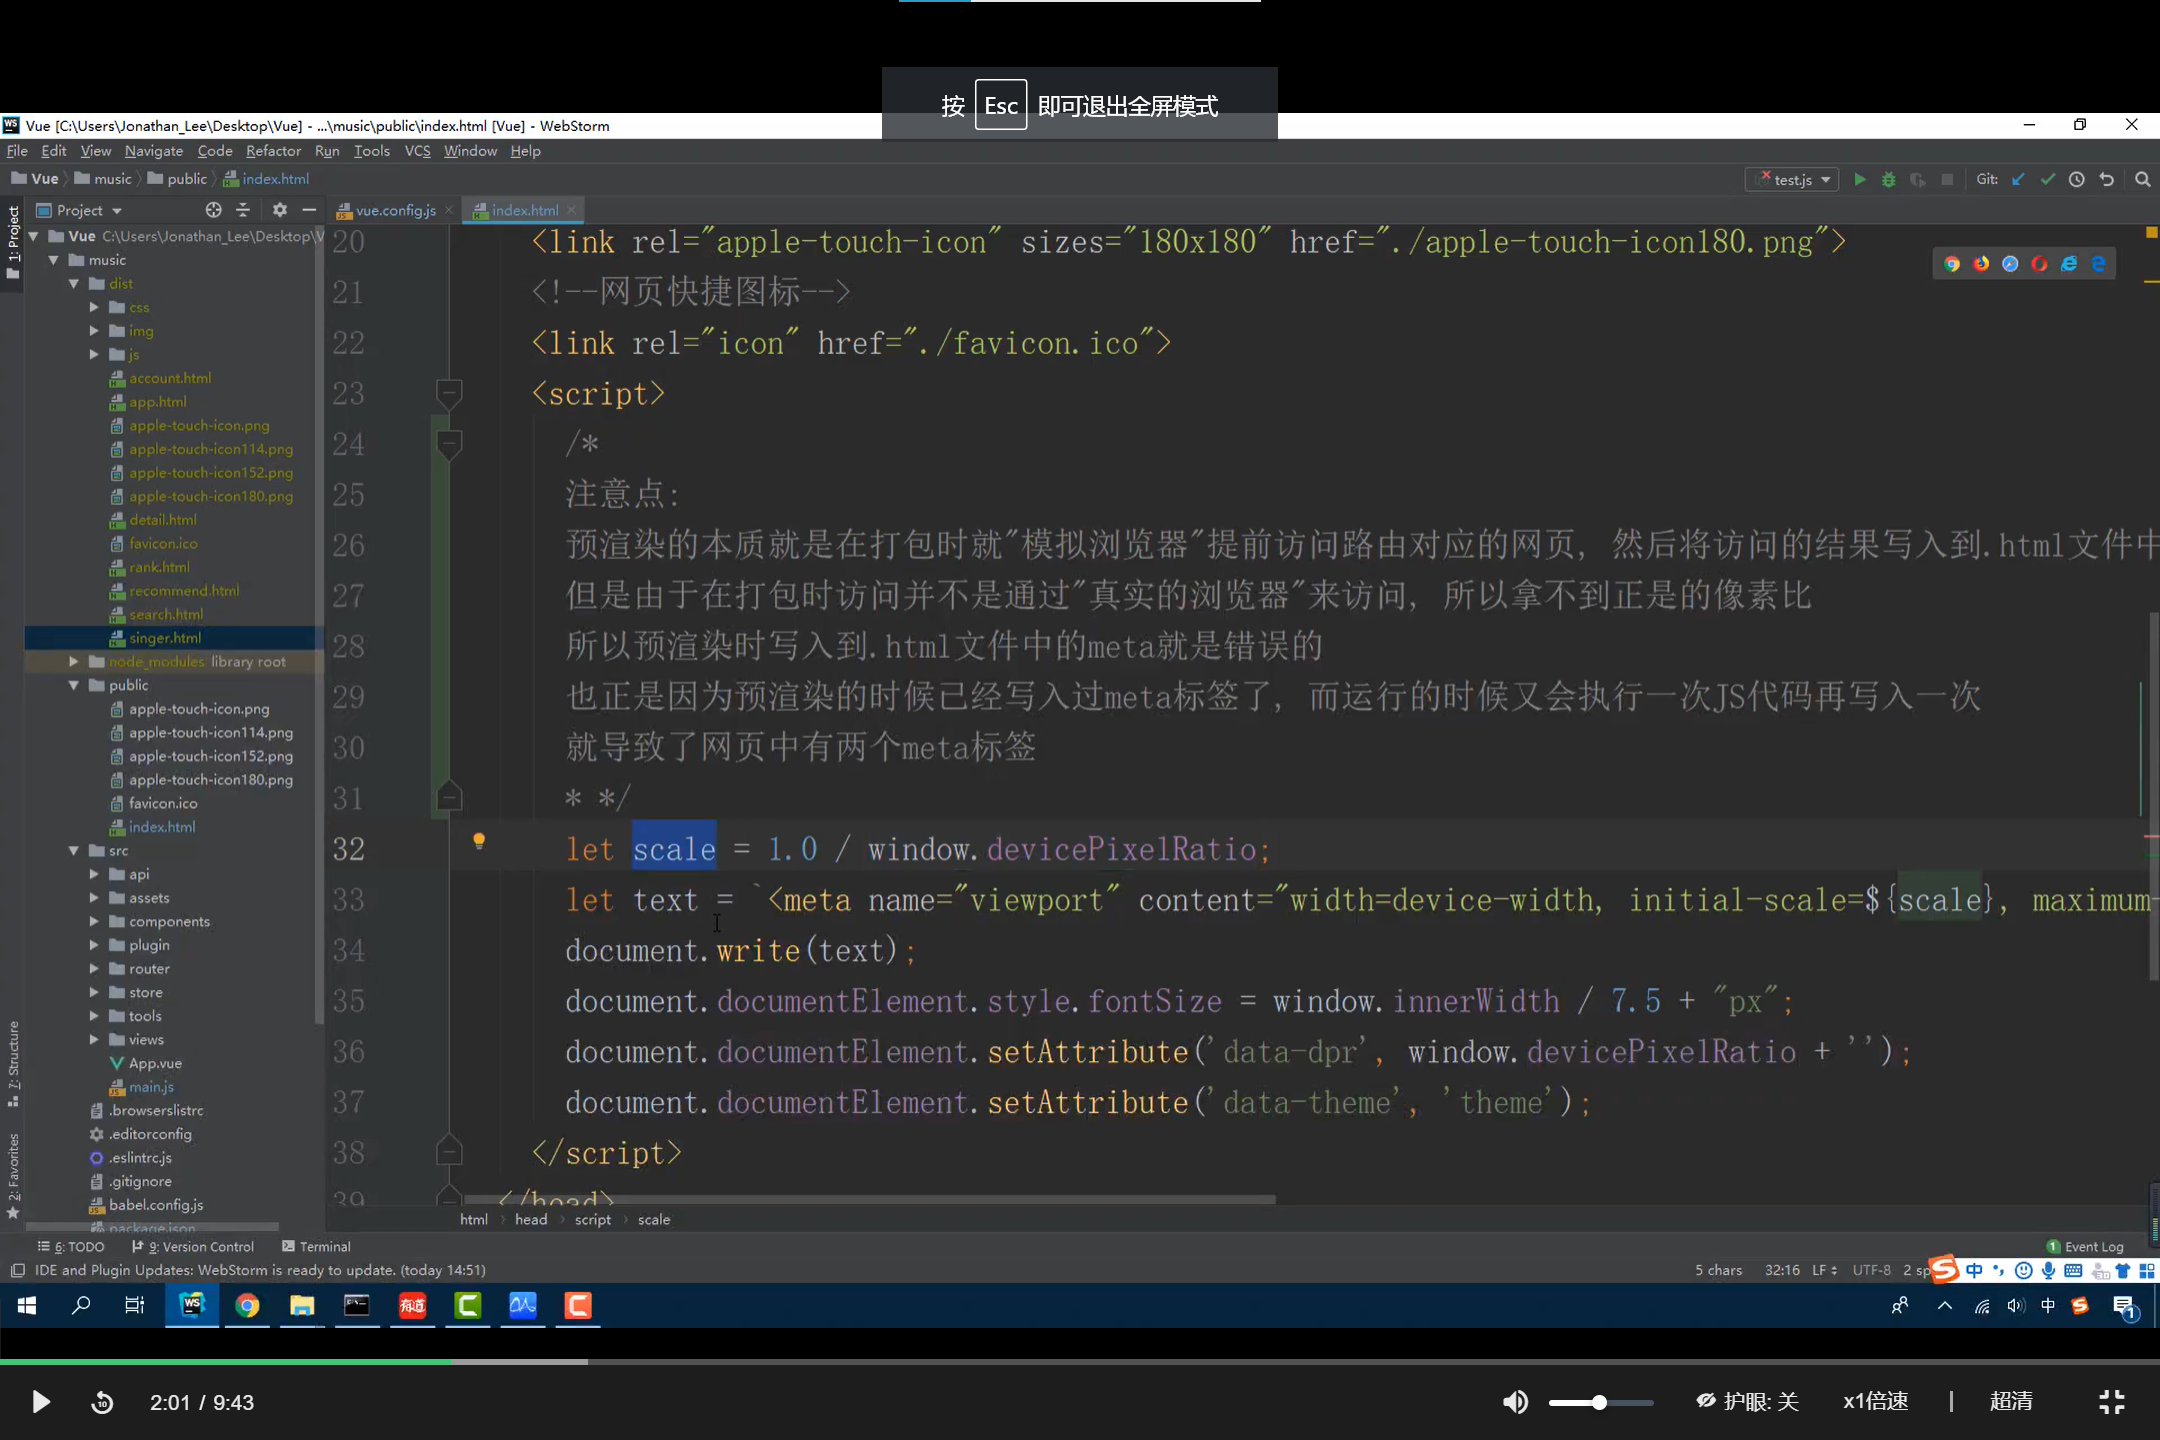 按 Esc 即可退出全屏模式
Vue [C:\Users\Jonathan_Lee\Desktop\Vue] - ...\music\public\index.html [Vue] - WebStorm
File Edit View Navigate Code Refactor Run Tools VCS Window Help
Vue music public index.html
test.js Git:
Project
vue.config.js index.html
1: Project
Vue C:\Users\Jonathan_Lee\Desktop\V
music
dist
css
img
js
account.html
app.html
apple-touch-icon.png
apple-touch-icon114.png
apple-touch-icon152.png
apple-touch-icon180.png
detail.html
favicon.ico
rank.html
recommend.html
search.html
singer.html
node_modules library root
public
apple-touch-icon.png
apple-touch-icon114.png
apple-touch-icon152.png
apple-touch-icon180.png
favicon.ico
index.html
src
api
assets
components
plugin
router
store
tools
views
App.vue
main.js
.browserslistrc
.editorconfig
.eslintrc.js
.gitignore
babel.config.js
package.json
7: Structure
2: Favorites
20 <link rel="apple-touch-icon" sizes="180x180" href="./apple-touch-icon180.png">
21 <!--网页快捷图标-->
22 <link rel="icon" href="./favicon.ico">
23 <script>
24 /*
25 注意点:
26 预渲染的本质就是在打包时就"模拟浏览器"提前访问路由对应的网页, 然后将访问的结果写入到.html文件中
27 但是由于在打包时访问并不是通过"真实的浏览器"来访问, 所以拿不到正是的像素比
28 所以预渲染时写入到.html文件中的meta就是错误的
29 也正是因为预渲染的时候已经写入过meta标签了, 而运行的时候又会执行一次JS代码再写入一次
30 就导致了网页中有两个meta标签
31 * */
32 let scale = 1.0 / window.devicePixelRatio;
33 let text = `<meta name="viewport" content="width=device-width, initial-scale=${scale}, maximum-
34 document.write(text);
35 document.documentElement.style.fontSize = window.innerWidth / 7.5 + "px";
36 document.documentElement.setAttribute('data-dpr', window.devicePixelRatio + '');
37 document.documentElement.setAttribute('data-theme', 'theme');
38 </script>
39 </head>
html head script scale
6: TODO 9: Version Control Terminal
1 Event Log
IDE and Plugin Updates: WebStorm is ready to update. (today 14:51)
5 chars 32:16 LF UTF-8 2 sp
中
WS 有道 中 1
2:01 / 9:43
护眼: 关 x1倍速 | 超清